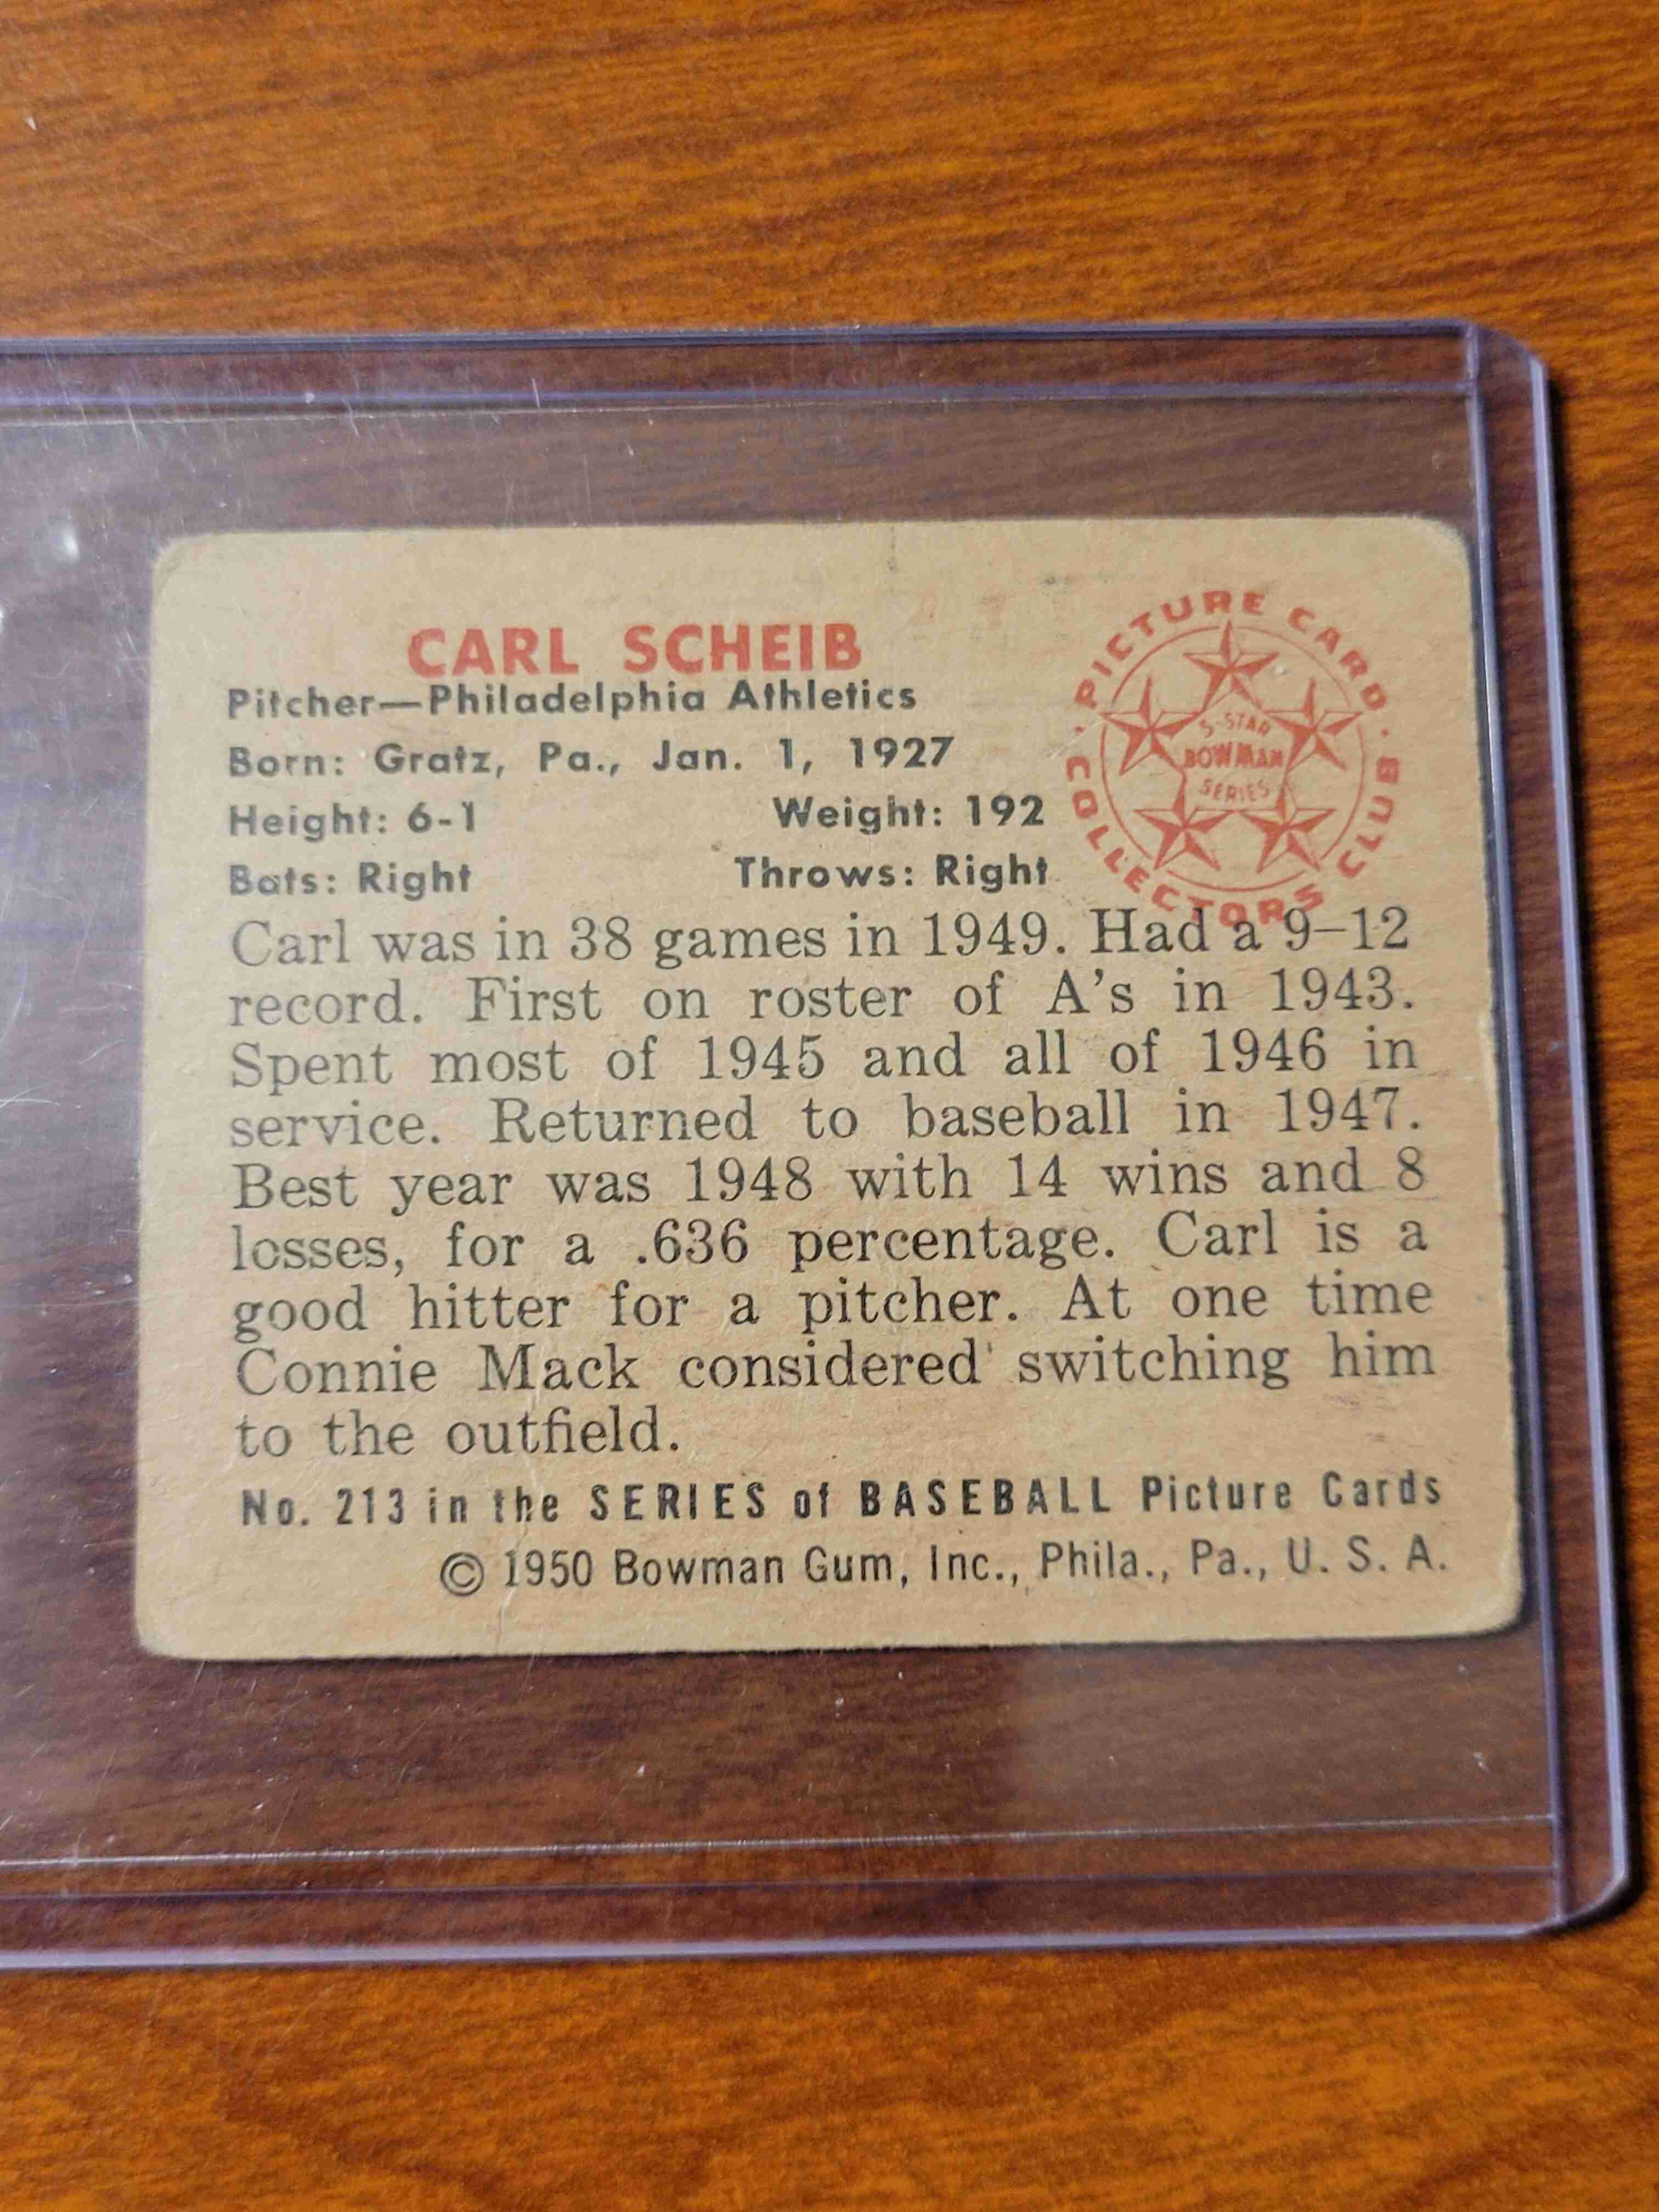 CARL SCHEIB
Pitcher—Philadelphia Athletics
Born: Gratz, Pa., Jan. 1, 1927
Height: 6-1 Weight: 192
Bats: Right Throws: Right
PICTURE CARD COLLECTORS CLUB
5-STAR
BOWMAN
SERIES
Carl was in 38 games in 1949. Had a 9–12
record. First on roster of A's in 1943.
Spent most of 1945 and all of 1946 in
service. Returned to baseball in 1947.
Best year was 1948 with 14 wins and 8
losses, for a .636 percentage. Carl is a
good hitter for a pitcher. At one time
Connie Mack considered switching him
to the outfield.
No. 213 in the SERIES of BASEBALL Picture Cards
© 1950 Bowman Gum, Inc., Phila., Pa., U. S. A.